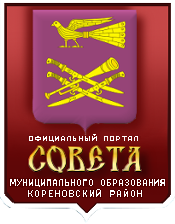 ОФИЦИАЛЬНЫЙ ПОРТАЛ
СОВЕТА
МУНИЦИПАЛЬНОГО ОБРАЗОВАНИЯ
КОРЕНОВСКИЙ РАЙОН